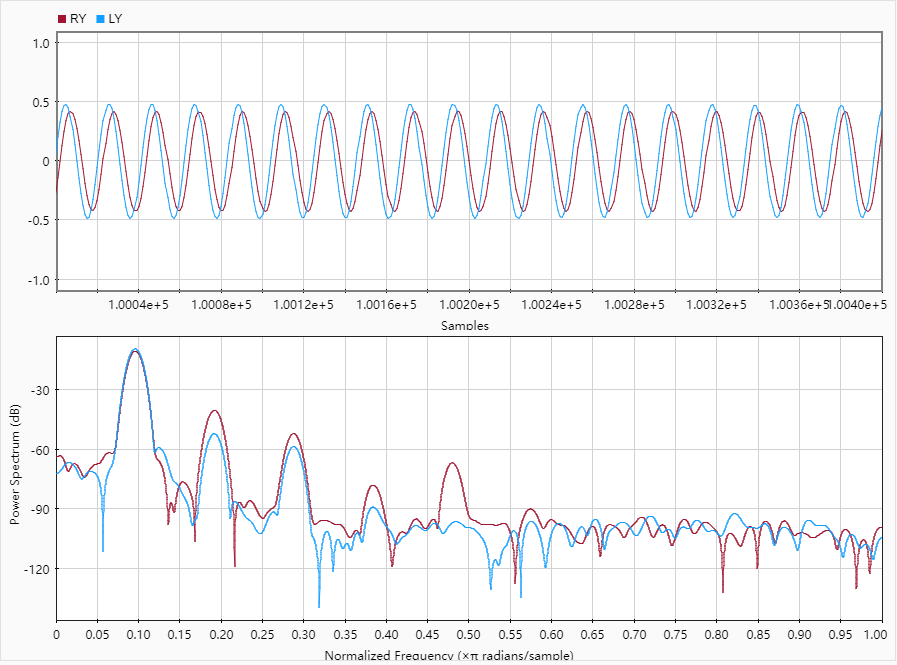 RY LY
1.0
0.5
0
-0.5
-1.0
1.0004e+5 1.0008e+5 1.0012e+5 1.0016e+5 1.0020e+5 1.0024e+5 1.0028e+5 1.0032e+5 1.0036e+5 1.0040e+5
Samples
Power Spectrum (dB)
-30
-60
-90
-120
0 0.05 0.10 0.15 0.20 0.25 0.30 0.35 0.40 0.45 0.50 0.55 0.60 0.65 0.70 0.75 0.80 0.85 0.90 0.95 1.00
Normalized Frequency (×π radians/sample)